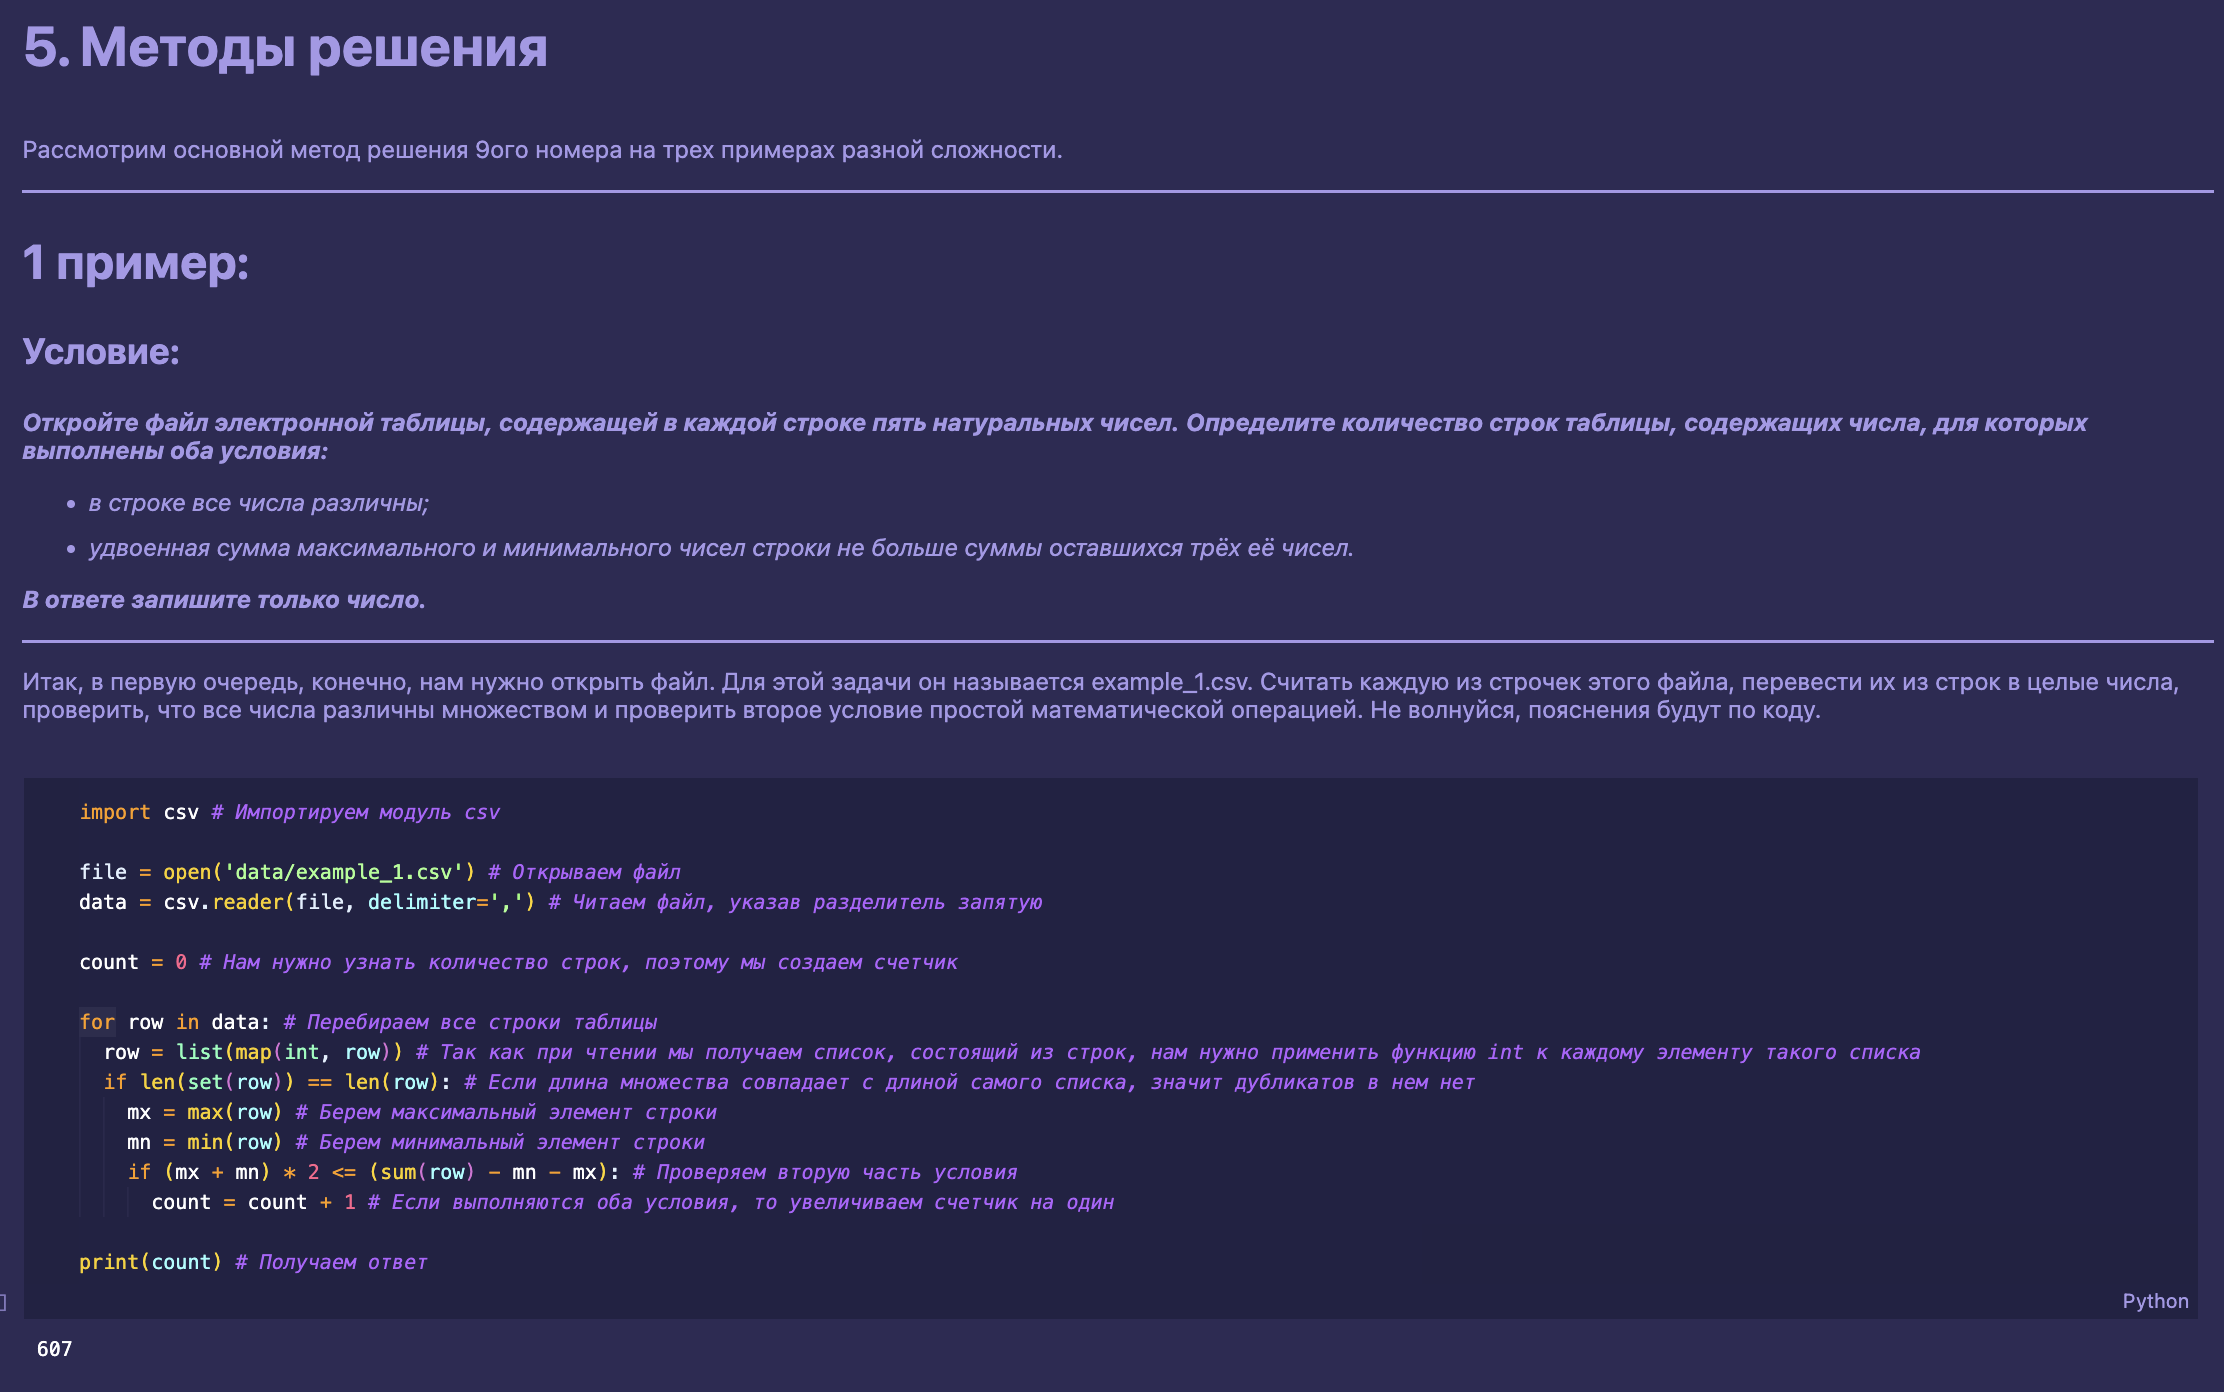 5. Методы решения
Рассмотрим основной метод решения 9ого номера на трех примерах разной сложности.
1 пример:
Условие:
Откройте файл электронной таблицы, содержащей в каждой строке пять натуральных чисел. Определите количество строк таблицы, содержащих числа, для которых
выполнены оба условия:
• в строке все числа различны;
• удвоенная сумма максимального и минимального чисел строки не больше суммы оставшихся трёх её чисел.
В ответе запишите только число.
Итак, в первую очередь, конечно, нам нужно открыть файл. Для этой задачи он называется example_1.csv. Считать каждую из строчек этого файла, перевести их из строк в целые числа,
проверить, что все числа различны множеством и проверить второе условие простой математической операцией. Не волнуйся, пояснения будут по коду.
import csv # Импортируем модуль csv
file = open('data/example_1.csv') # Открываем файл
data = csv.reader(file, delimiter=',') # Читаем файл, указав разделитель запятую
count = 0 # Нам нужно узнать количество строк, поэтому мы создаем счетчик
for row in data: # Перебираем все строки таблицы
  row = list(map(int, row)) # Так как при чтении мы получаем список, состоящий из строк, нам нужно применить функцию int к каждому элементу такого списка
  if len(set(row)) == len(row): # Если длина множества совпадает с длиной самого списка, значит дубликатов в нем нет
    mx = max(row) # Берем максимальный элемент строки
    mn = min(row) # Берем минимальный элемент строки
    if (mx + mn) * 2 <= (sum(row) - mn - mx): # Проверяем вторую часть условия
      count = count + 1 # Если выполняются оба условия, то увеличиваем счетчик на один
print(count) # Получаем ответ
Python
607